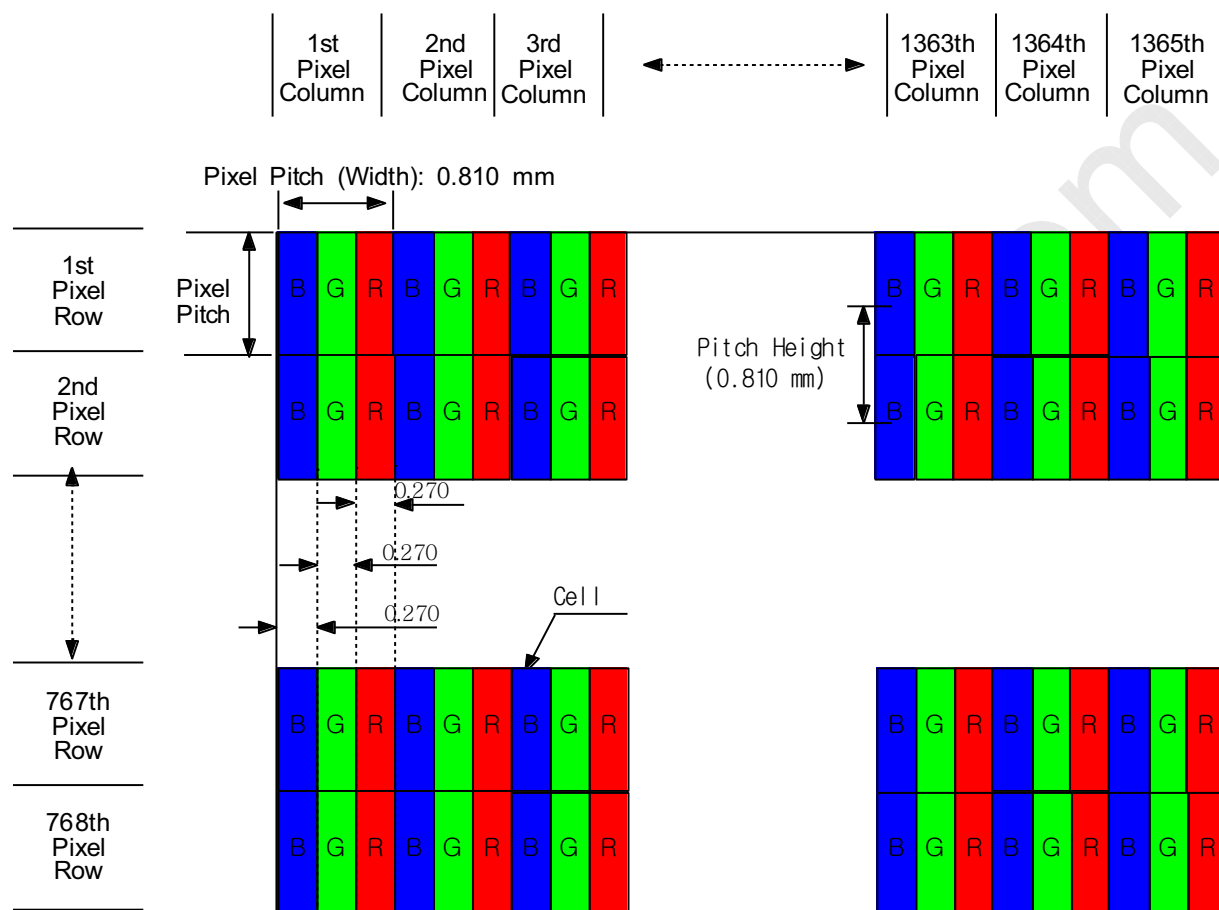 1st
Pixel
Column
2nd
Pixel
Column
3rd
Pixel
Column
1363th
Pixel
Column
1364th
Pixel
Column
1365th
Pixel
Column
Pixel Pitch (Width): 0.810 mm
1st
Pixel
Row
Pixel
Pitch
B G R B G R B G R
B G R B G R B G R
Pitch Height
(0.810 mm)
2nd
Pixel
Row
B G R B G R B G R
B G R B G R B G R
0.270
0.270
0.270
Cell
767th
Pixel
Row
B G R B G R B G R
B G R B G R B G R
768th
Pixel
Row
B G R B G R B G R
B G R B G R B G R
om